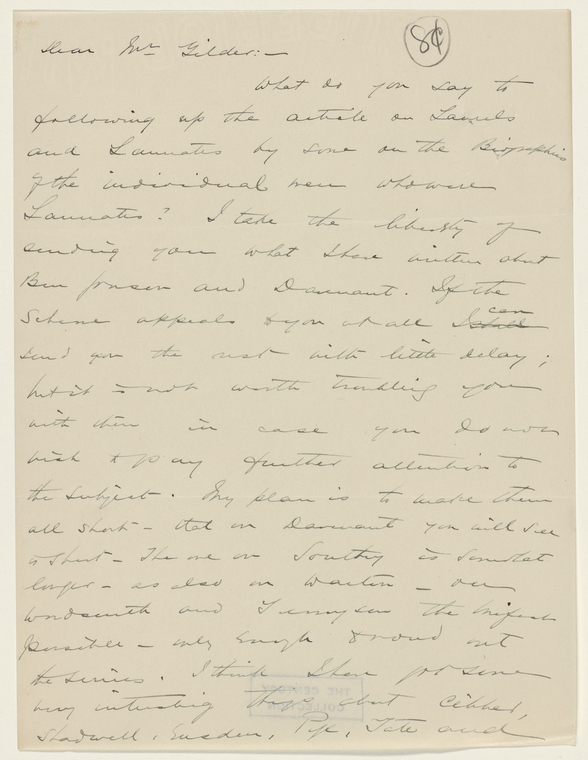 8¢
Dear Mr Gilder:—
What do you say to
following up the article on Laurels
and Laureates by some on the Biographies
of the individual men who were
Laureates? I take the liberty of
sending you what I have written about
Ben Jonson and Davenant. If the
Scheme appeals to you at all I can
send you the rest with little delay;
but it is not worth troubling you
with them in case you do not
wish to pay further attention to
the subject. My plan is to make them
all short — that on Davenant you will see
is short — The one on Southey is somewhat
longer — as also on Warton — on
Wordsworth and Tennyson the briefest
possible — only enough to round out
the series. I think I have got some
very interesting things about Cibber,
Shadwell, Eusden, Pye, Tate and
THE CENTURY
COLLECTION